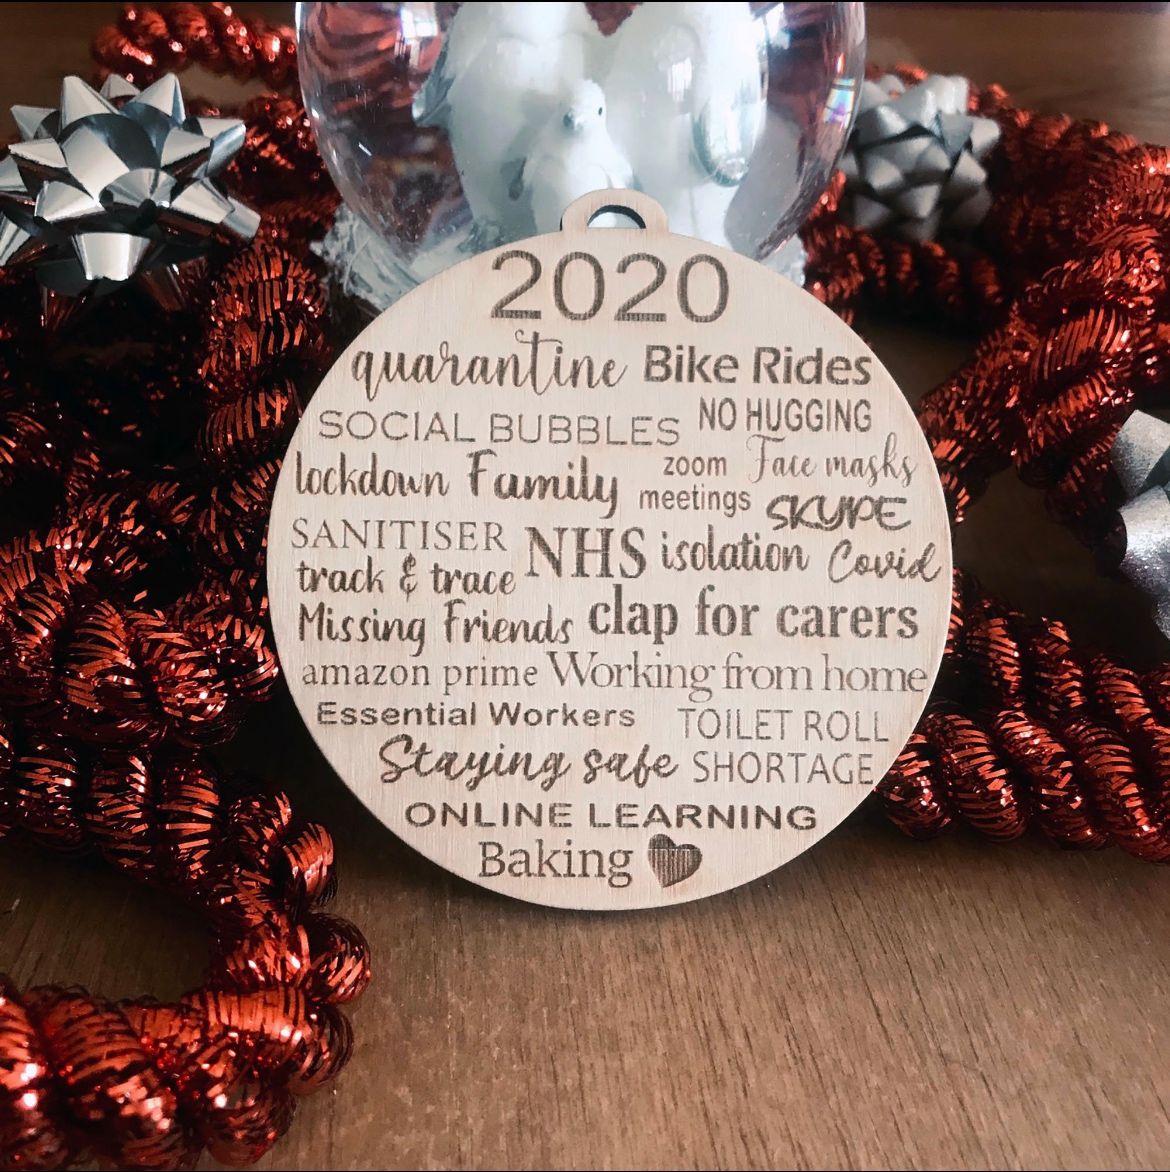 2020
quarantine Bike Rides
SOCIAL BUBBLES NO HUGGING
lockdown Family zoom meetings Face masks
SKYPE
SANITISER NHS isolation Covid
track & trace
Missing Friends clap for carers
amazon prime Working from home
Essential Workers TOILET ROLL SHORTAGE
Staying safe
ONLINE LEARNING
Baking